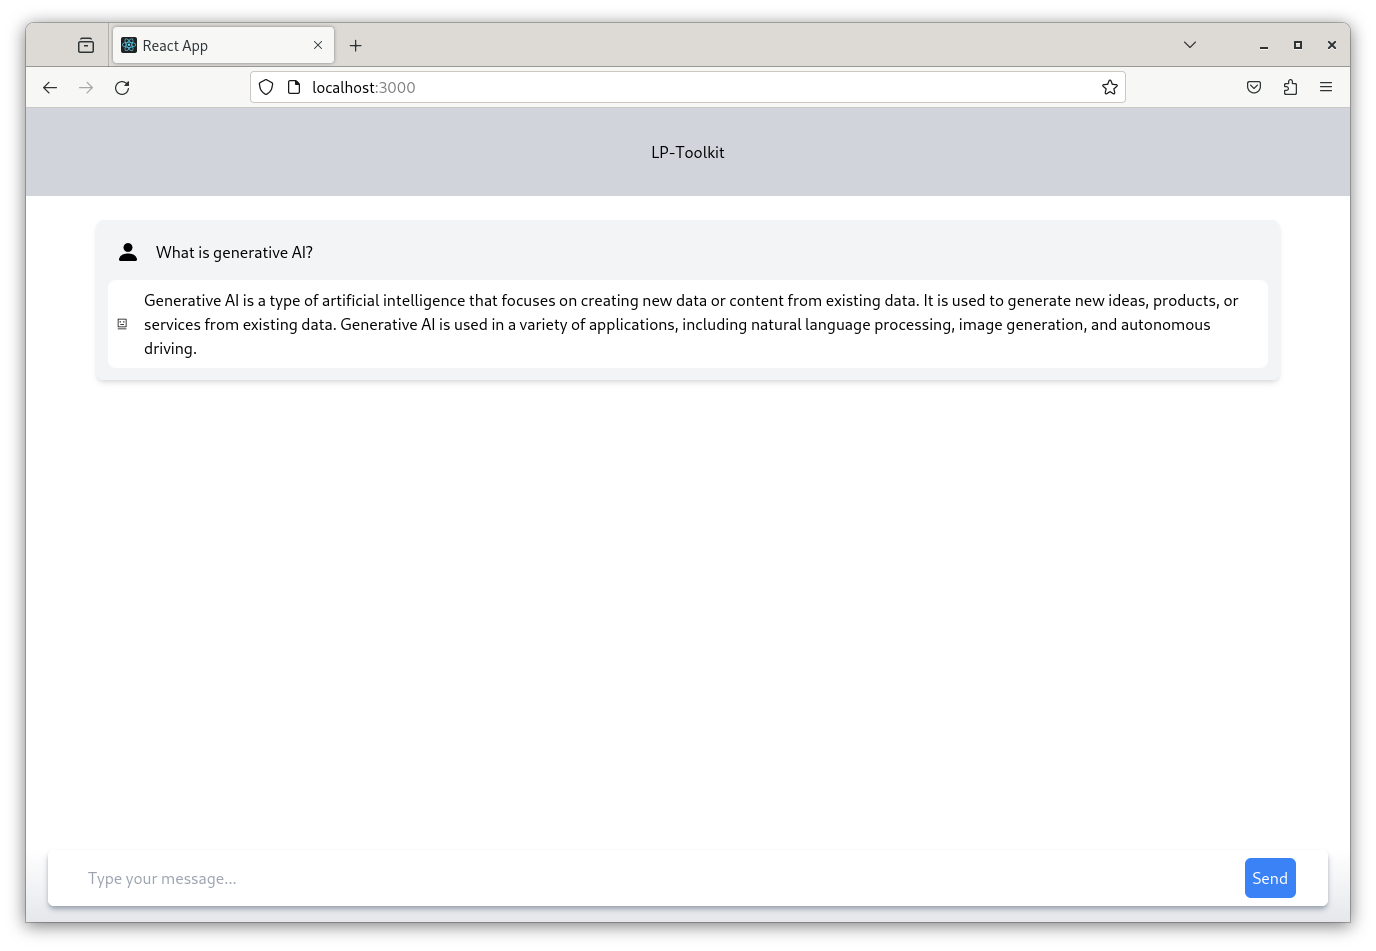 React App
localhost:3000
LP-Toolkit
What is generative AI?
Generative AI is a type of artificial intelligence that focuses on creating new data or content from existing data. It is used to generate new ideas, products, or
services from existing data. Generative AI is used in a variety of applications, including natural language processing, image generation, and autonomous
driving.
Type your message...
Send